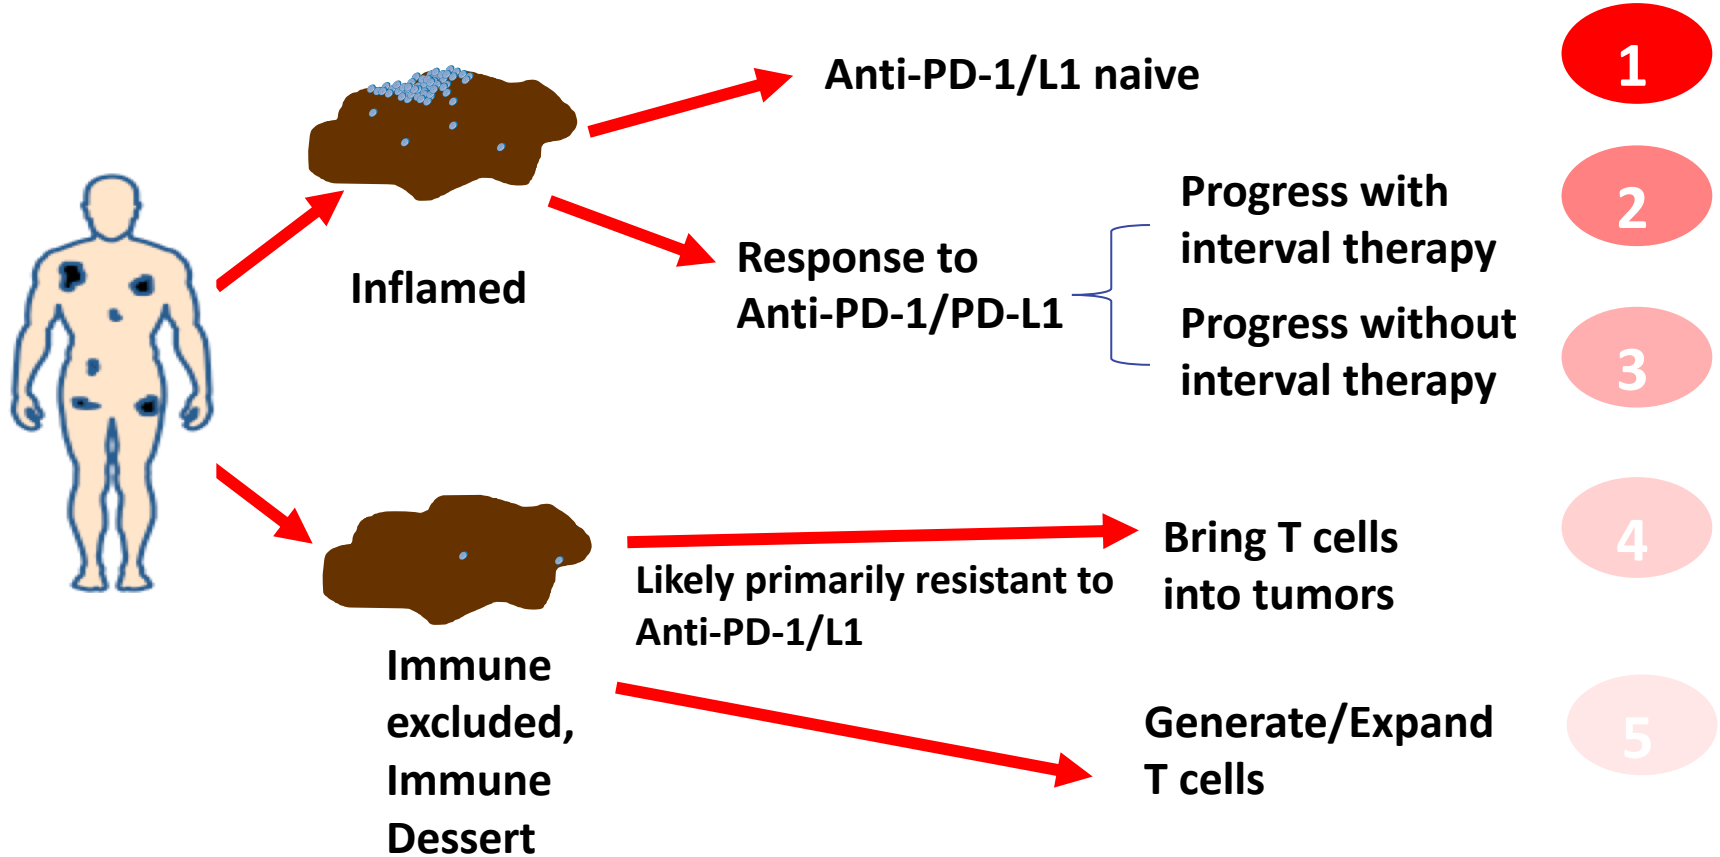 Anti-PD-1/L1 naive
1
Inflamed
Response to
Anti-PD-1/PD-L1
Progress with
interval therapy
2
Progress without
interval therapy
3
Likely primarily resistant to
Anti-PD-1/L1
Bring T cells
into tumors
4
Immune
excluded,
Immune
Dessert
Generate/Expand
T cells
5